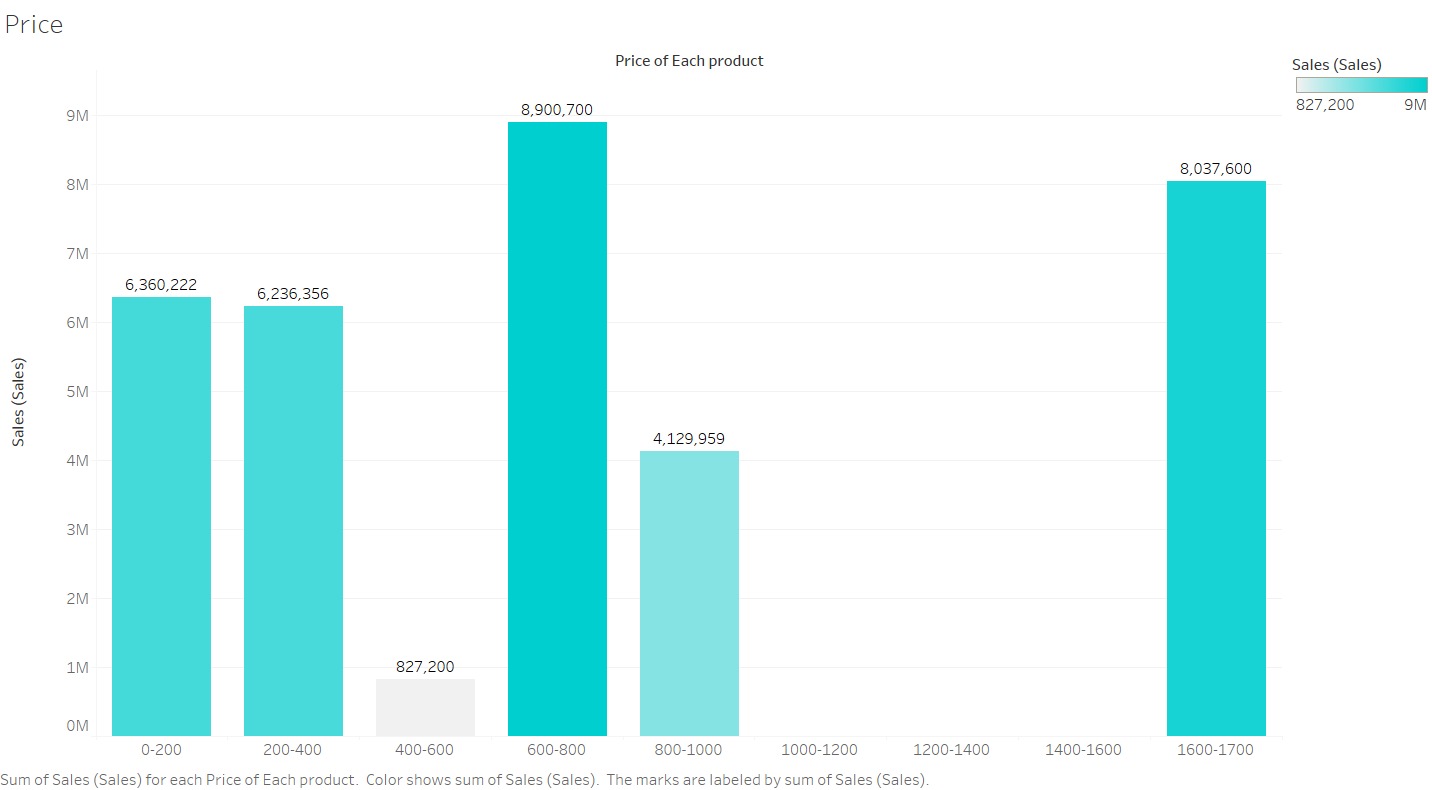 Price
Price of Each product
Sales (Sales)
827,200 9M
9M
8M
7M
6M
5M
4M
3M
2M
1M
0M
Sales (Sales)
6,360,222
6,236,356
827,200
8,900,700
4,129,959
8,037,600
0-200 200-400 400-600 600-800 800-1000 1000-1200 1200-1400 1400-1600 1600-1700
Sum of Sales (Sales) for each Price of Each product. Color shows sum of Sales (Sales). The marks are labeled by sum of Sales (Sales).